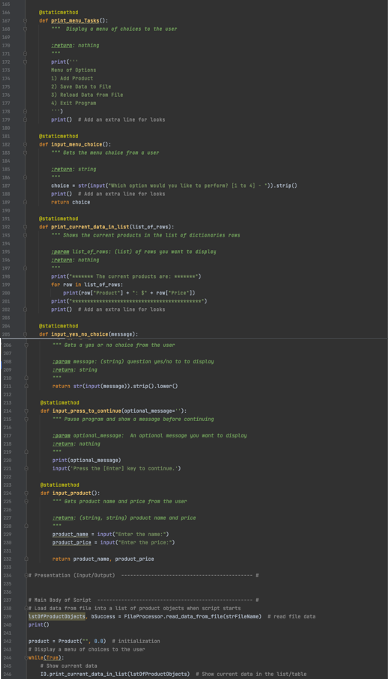 @staticmethod
def print_menu_Tasks():
""" Display a menu of choices to the user
:return: nothing
"""
print('''
Menu of Options
1) Add Product
2) Save Data to File
3) Reload Data from File
4) Exit Program
''')
print() # Add an extra line for looks
@staticmethod
def input_menu_choice():
""" Gets the menu choice from a user
:return: string
"""
choice = str(input("Which option would you like to perform? [1 to 4] - ")).strip()
print() # Add an extra line for looks
return choice
@staticmethod
def print_current_data_in_list(list_of_rows):
""" Shows the current products in the list of dictionaries rows
:param list_of_rows: (list) of rows you want to display
:return: nothing
"""
print("******* The current products are: *******")
for row in list_of_rows:
print(row["Product"] + ": $" + row["Price"])
print() # Add an extra line for looks
@staticmethod
def input_yes_no_choice(message):
""" Gets a yes or no choice from the user
:param message: (string) question yes/no to to display
:return: string
"""
return str(input(message)).strip().lower()
@staticmethod
def input_press_to_continue(optional_message=''):
""" Pause program and show a message before continuing
:param optional_message: An optional message you want to display
:return: nothing
"""
print(optional_message)
input('Press the [Enter] key to continue.')
@staticmethod
def input_product():
""" Gets product name and price from the user
:return: (string, string) product name and price
"""
product_name = input("Enter the name:")
product_price = input("Enter the price:")
return product_name, product_price
# Presentation (Input/Output) -------------------------------------------- #
# Main Body of Script ---------------------------------------------------- #
# Load data from file into a list of product objects when script starts
lstOfProductObjects, bSuccess = FileProcessor.read_data_from_file(strFileName) # read file data
print()
product = Product("", 0.0) # initialization
# Display a menu of choices to the user
while(True):
# Show current data
IO.print_current_data_in_list(lstOfProductObjects) # Show current data in the list/table